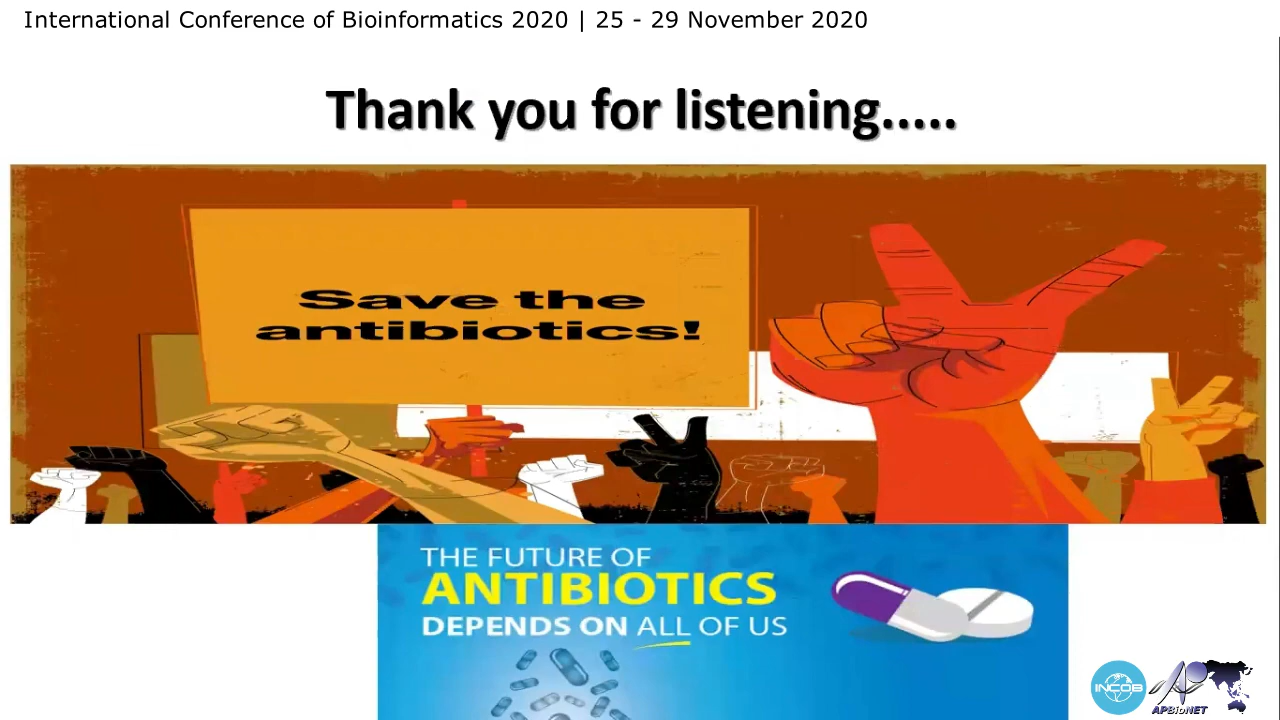 International Conference of Bioinformatics 2020 | 25 - 29 November 2020
Thank you for listening.....
Save the
antibiotics!
THE FUTURE OF
ANTIBIOTICS
DEPENDS ON ALL OF US
INCOB
APBioNET